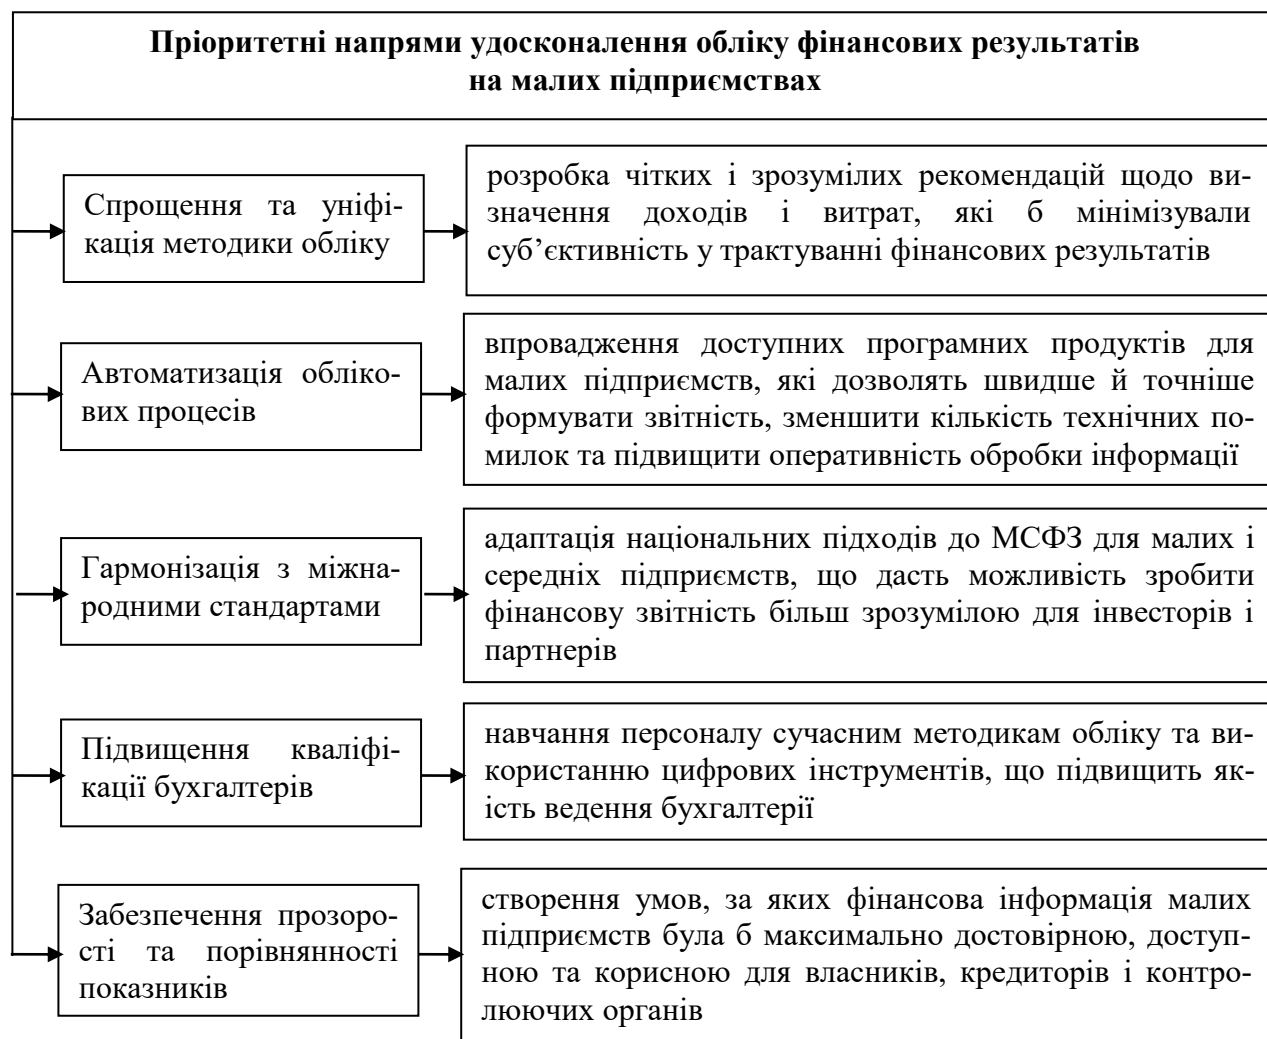 Пріоритетні напрями удосконалення обліку фінансових результатів
на малих підприємствах
Спрощення та уніфі-
кація методики обліку
розробка чітких і зрозумілих рекомендацій щодо ви-
значення доходів і витрат, які б мінімізували
суб’єктивність у трактуванні фінансових результатів
Автоматизація обліко-
вих процесів
впровадження доступних програмних продуктів для
малих підприємств, які дозволять швидше й точніше
формувати звітність, зменшити кількість технічних по-
милок та підвищити оперативність обробки інформації
Гармонізація з міжна-
родними стандартами
адаптація національних підходів до МСФЗ для малих і
середніх підприємств, що дасть можливість зробити
фінансову звітність більш зрозумілою для інвесторів і
партнерів
Підвищення кваліфі-
кації бухгалтерів
навчання персоналу сучасним методикам обліку та ви-
користанню цифрових інструментів, що підвищить як-
ість ведення бухгалтерії
Забезпечення прозоро-
сті та порівнянності
показників
створення умов, за яких фінансова інформація малих
підприємств була б максимально достовірною, доступ-
ною та корисною для власників, кредиторів і контро-
люючих органів